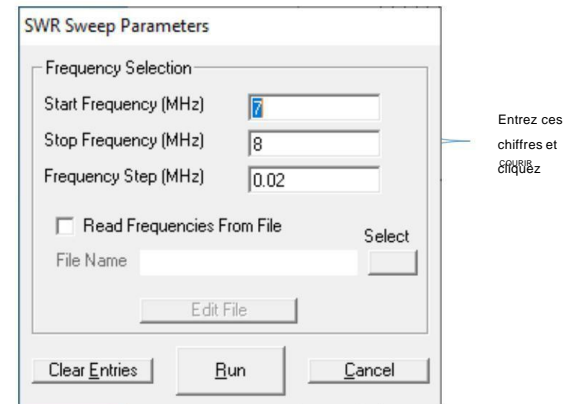 SWR Sweep Parameters
Frequency Selection
Start Frequency (MHz) 7
Stop Frequency (MHz) 8
Frequency Step (MHz) 0.02
Read Frequencies From File
Select
File Name
Edit File
Clear Entries Run Cancel
Entrez ces
chiffres et
COURIR
cliquez